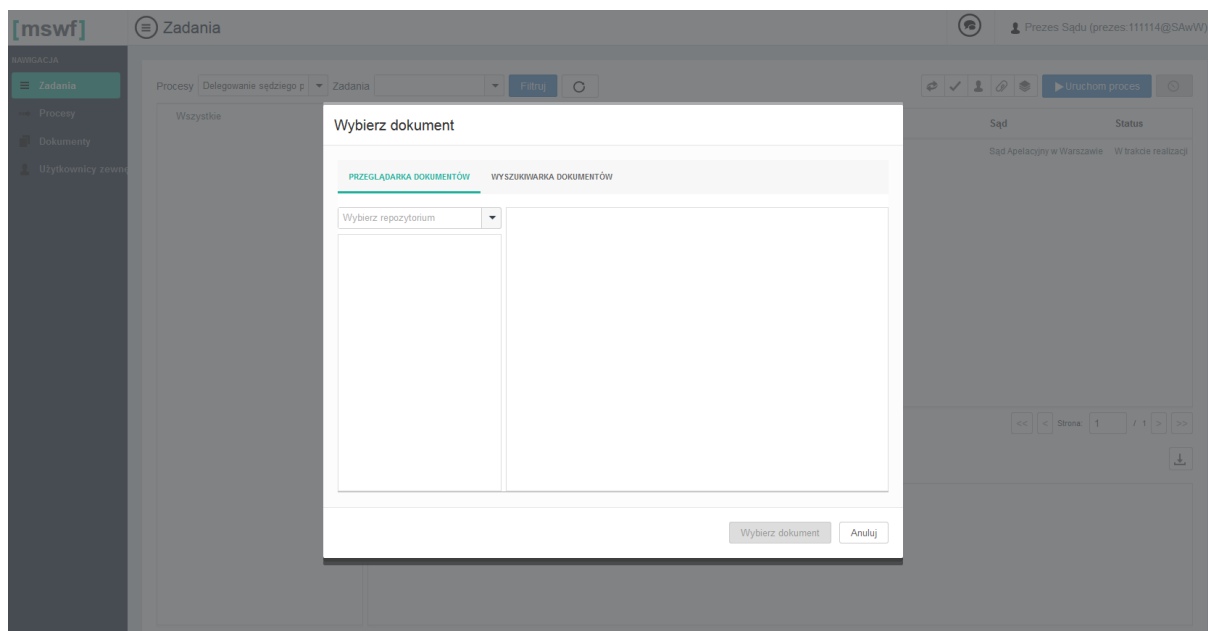 [mswf]
Zadania
Prezes Sądu (prezes:111114@SAwW)
NAWIGACJA
Zadania
Procesy
Dokumenty
Użytkownicy zewnę
Procesy Delegowanie sędziego p Zadania Filtruj Uruchom proces
Wszystkie
Sąd Status
Sąd Apelacyjny w Warszawie W trakcie realizacji
Wybierz dokument
PRZEGLĄDARKA DOKUMENTÓW WYSZUKIWARKA DOKUMENTÓW
Wybierz repozytorium
<< < Strona 1 / 1 > >>
Wybierz dokument Anuluj